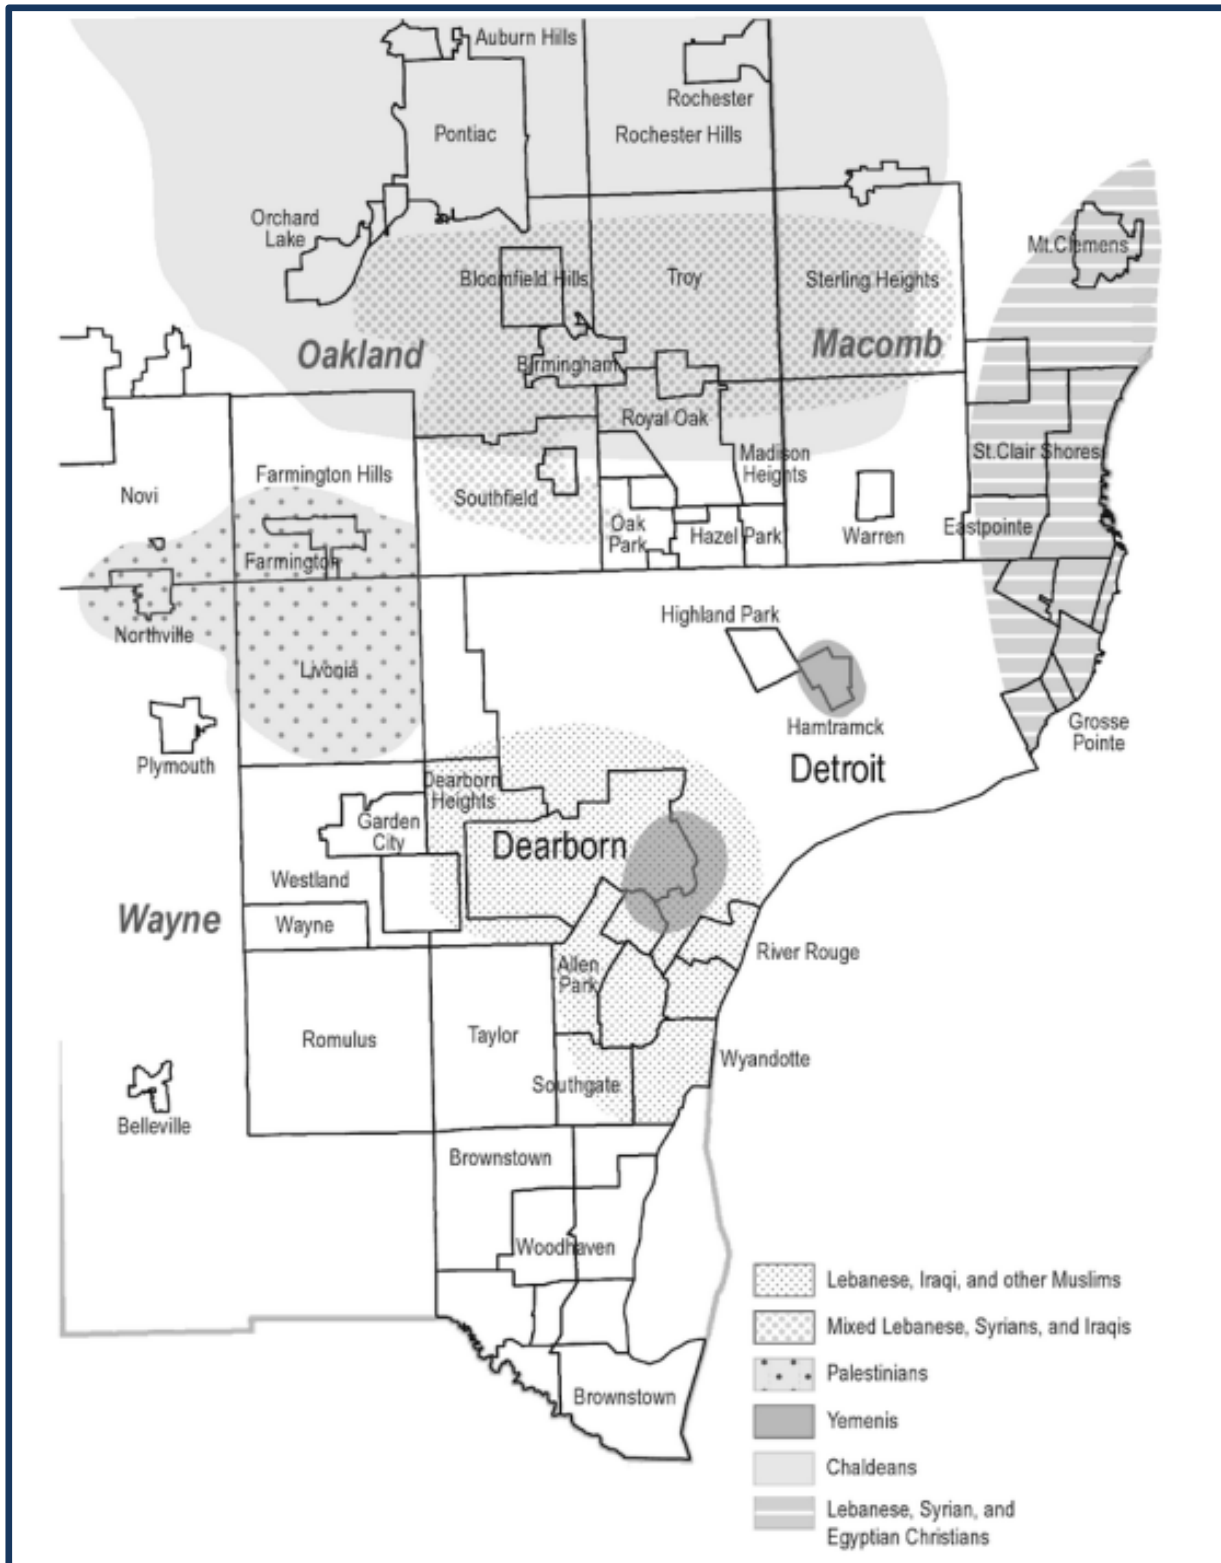 Auburn Hills
Rochester
Pontiac
Rochester Hills
Orchard
Lake
Mt.Clemens
Bloomfield Hills
Troy
Sterling Heights
Oakland
Macomb
Birmingham
Royal Oak
Madison
Heights
St.Clair Shores
Farmington Hills
Novi
Southfield
Oak
Park
Hazel Park
Warren
Eastpointe
Farmington
Highland Park
Northville
Livonia
Hamtramck
Grosse
Pointe
Plymouth
Detroit
Dearborn
Heights
Garden
City
Dearborn
Westland
Wayne
Wayne
River Rouge
Allen
Park
Romulus
Taylor
Wyandotte
Southgate
Belleville
Brownstown
Woodhaven
Brownstown
Lebanese, Iraqi, and other Muslims
Mixed Lebanese, Syrians, and Iraqis
Palestinians
Yemenis
Chaldeans
Lebanese, Syrian, and
Egyptian Christians